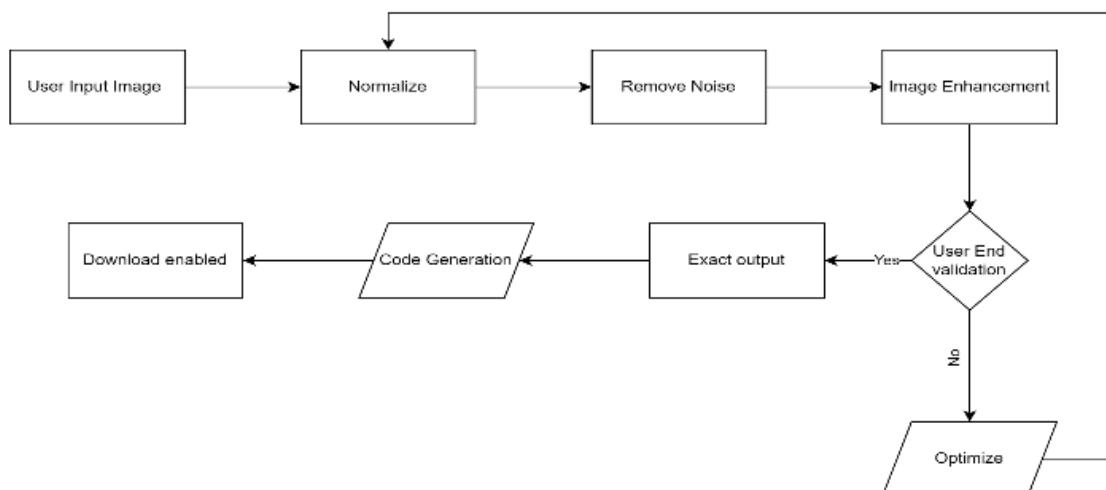 User Input Image
Normalize
Remove Noise
Image Enhancement
Download enabled
Code Generation
Exact output
Yes
User End
validation
No
Optimize